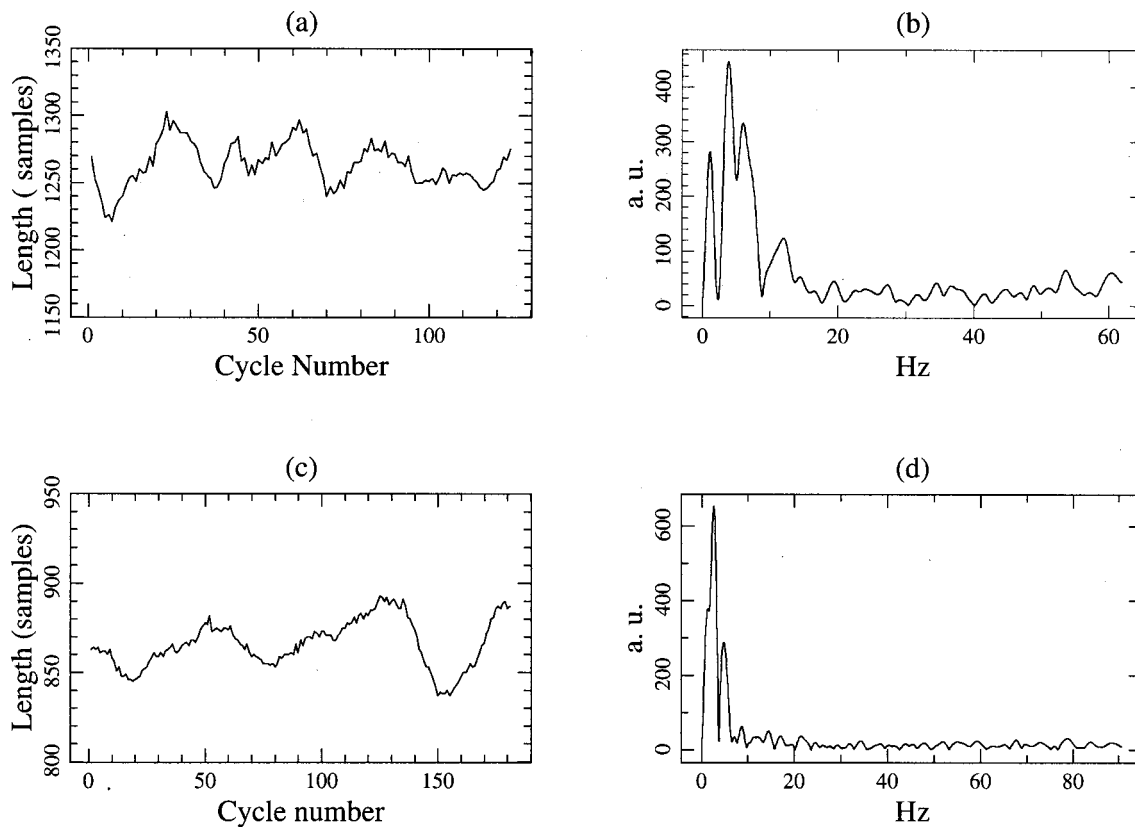 (a)
1350
1300
1250
1200
1150
Length ( samples)
0
50
100
Cycle Number
(b)
400
300
200
100
0
a. u.
0
20
40
60
Hz
(c)
950
900
850
800
Length (samples)
0
50
100
150
Cycle number
(d)
600
400
200
0
a. u.
0
20
40
60
80
Hz